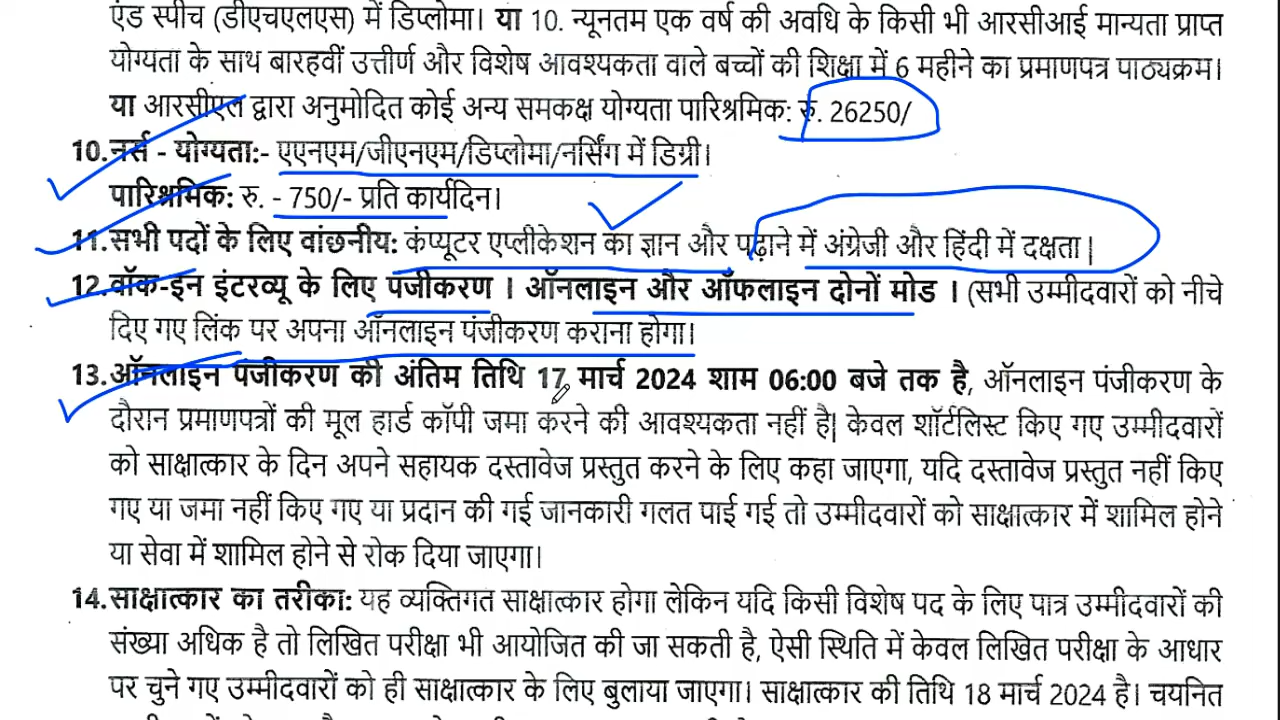 एंड स्पीच (डीएचएलएस) में डिप्लोमा। या 10. न्यूनतम एक वर्ष की अवधि के किसी भी आरसीआई मान्यता प्राप्त
योग्यता के साथ बारहवीं उत्तीर्ण और विशेष आवश्यकता वाले बच्चों की शिक्षा में 6 महीने का प्रमाणपत्र पाठ्यक्रम।
या आरसीएल द्वारा अनुमोदित कोई अन्य समकक्ष योग्यता पारिश्रमिक: रु. 26250/
10. नर्स - योग्यता:- एएनएम/जीएनएम/डिप्लोमा/नर्सिंग में डिग्री।
पारिश्रमिक: रु. - 750/- प्रति कार्यदिन।
11. सभी पदों के लिए वांछनीय: कंप्यूटर एप्लीकेशन का ज्ञान और पढ़ाने में अंग्रेजी और हिंदी में दक्षता।
12. वॉक-इन इंटरव्यू के लिए पंजीकरण । ऑनलाइन और ऑफलाइन दोनों मोड । (सभी उम्मीदवारों को नीचे
दिए गए लिंक पर अपना ऑनलाइन पंजीकरण कराना होगा।
13. ऑनलाइन पंजीकरण की अंतिम तिथि 17 मार्च 2024 शाम 06:00 बजे तक है, ऑनलाइन पंजीकरण के
दौरान प्रमाणपत्रों की मूल हार्ड कॉपी जमा करने की आवश्यकता नहीं है| केवल शॉर्टलिस्ट किए गए उम्मीदवारों
को साक्षात्कार के दिन अपने सहायक दस्तावेज प्रस्तुत करने के लिए कहा जाएगा, यदि दस्तावेज प्रस्तुत नहीं किए
गए या जमा नहीं किए गए या प्रदान की गई जानकारी गलत पाई गई तो उम्मीदवारों को साक्षात्कार में शामिल होने
या सेवा में शामिल होने से रोक दिया जाएगा।
14. साक्षात्कार का तरीका: यह व्यक्तिगत साक्षात्कार होगा लेकिन यदि किसी विशेष पद के लिए पात्र उम्मीदवारों की
संख्या अधिक है तो लिखित परीक्षा भी आयोजित की जा सकती है, ऐसी स्थिति में केवल लिखित परीक्षा के आधार
पर चुने गए उम्मीदवारों को ही साक्षात्कार के लिए बुलाया जाएगा। साक्षात्कार की तिथि 18 मार्च 2024 है। चयनित